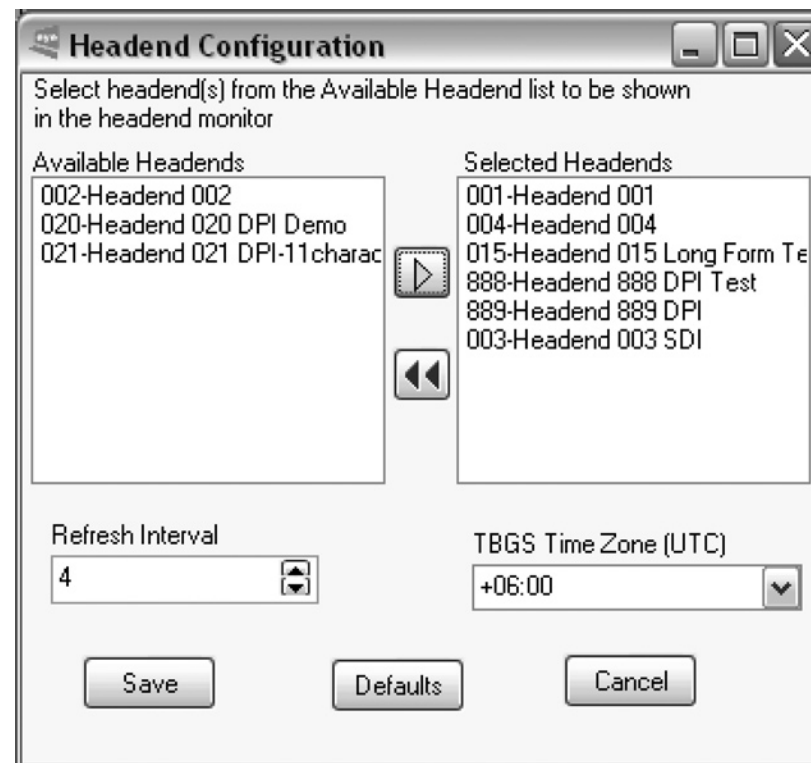 Headend Configuration
Select headend(s) from the Available Headend list to be shown
in the headend monitor
Available Headends
002-Headend 002
020-Headend 020 DPI Demo
021-Headend 021 DPI-11charac
Selected Headends
001-Headend 001
004-Headend 004
015-Headend 015 Long Form Te
888-Headend 888 DPI Test
889-Headend 889 DPI
003-Headend 003 SDI
Refresh Interval
4
TBGS Time Zone (UTC)
+06:00
Save
Defaults
Cancel